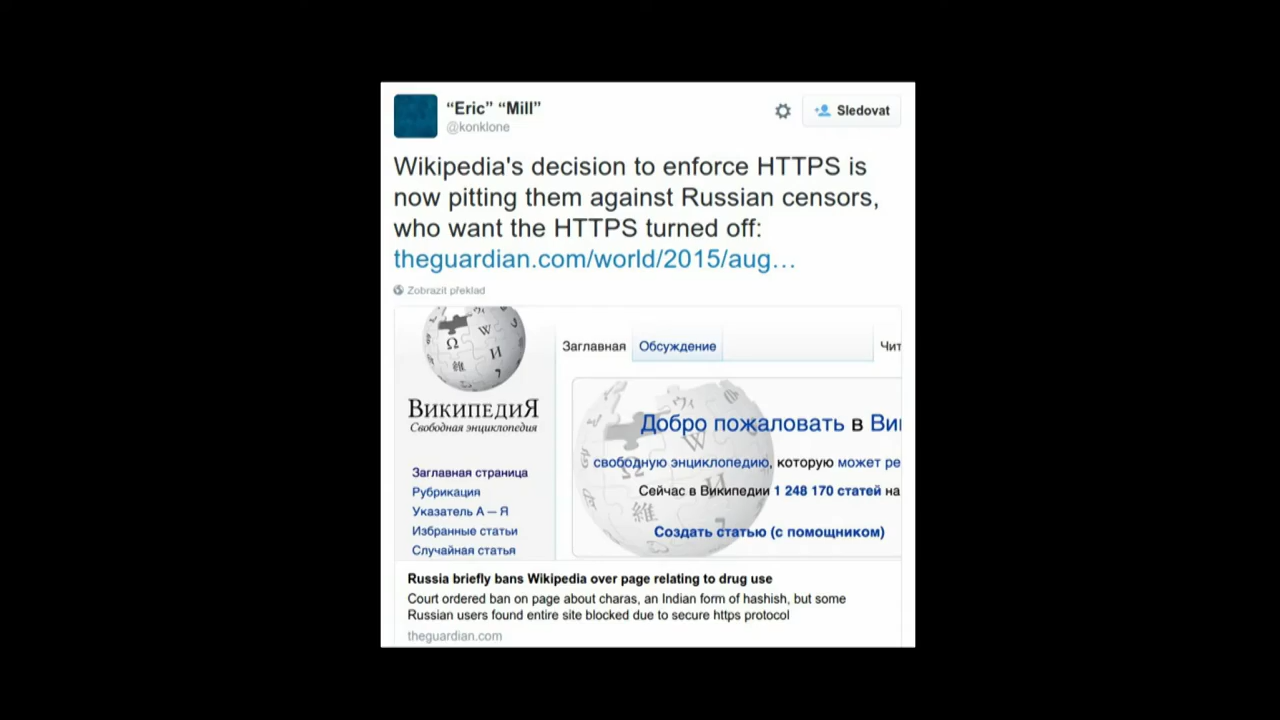 “Eric” “Mill”
@konklone
Sledovat
Wikipedia's decision to enforce HTTPS is
now pitting them against Russian censors,
who want the HTTPS turned off:
theguardian.com/world/2015/aug…
Zobrazit překlad
ВИКИПЕДИЯ
Свободная энциклопедия
Заглавная страница
Рубрикация
Указатель А — Я
Избранные статьи
Случайная статья
Заглавная Обсуждение Чит
Добро пожаловать в Ви
свободную энциклопедию, которую может ре
Сейчас в Википедии 1 248 170 статей на
Создать статью (с помощником)
Russia briefly bans Wikipedia over page relating to drug use
Court ordered ban on page about charas, an Indian form of hashish, but some
Russian users found entire site blocked due to secure https protocol
theguardian.com